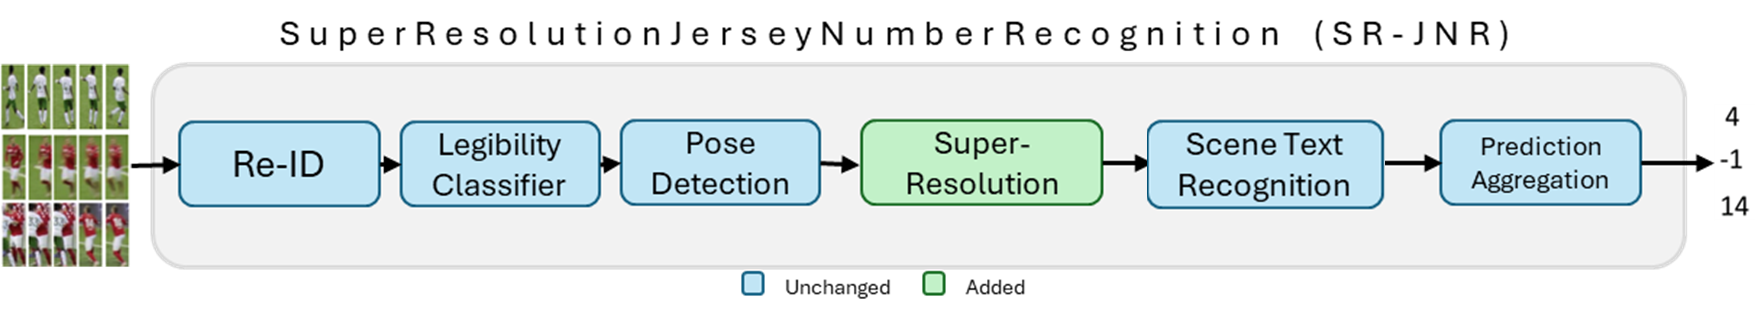 SuperResolutionJerseyNumberRecognition (SR-JNR)
Re-ID
Legibility
Classifier
Pose
Detection
Super-
Resolution
Scene Text
Recognition
Prediction
Aggregation
4
-1
14
Unchanged
Added